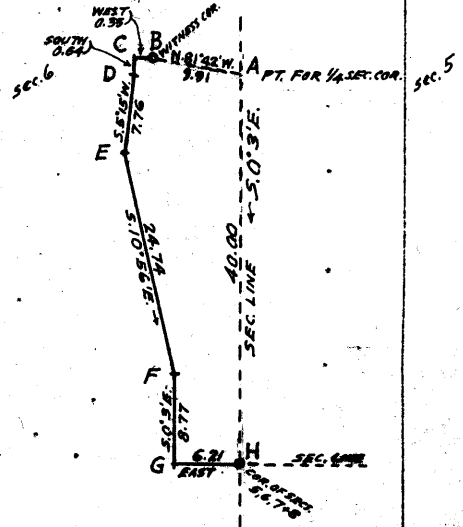 WEST
0.35
SOUTH
0.64
C
B
WITNESS COR.
N.81°42'W.
9.91
A
PT. FOR 1/4 SEC. COR.
SEC. 6
SEC. 5
D
S.5°15'W.
7.76
E
S.0°3'E.
40.00
SEC. LINE
24.74
S.10°56'E.
F
S.0°3'E.
8.77
G
6.21
EAST
H
SEC. LINE
COR. OF SECT.
5,6,7+8